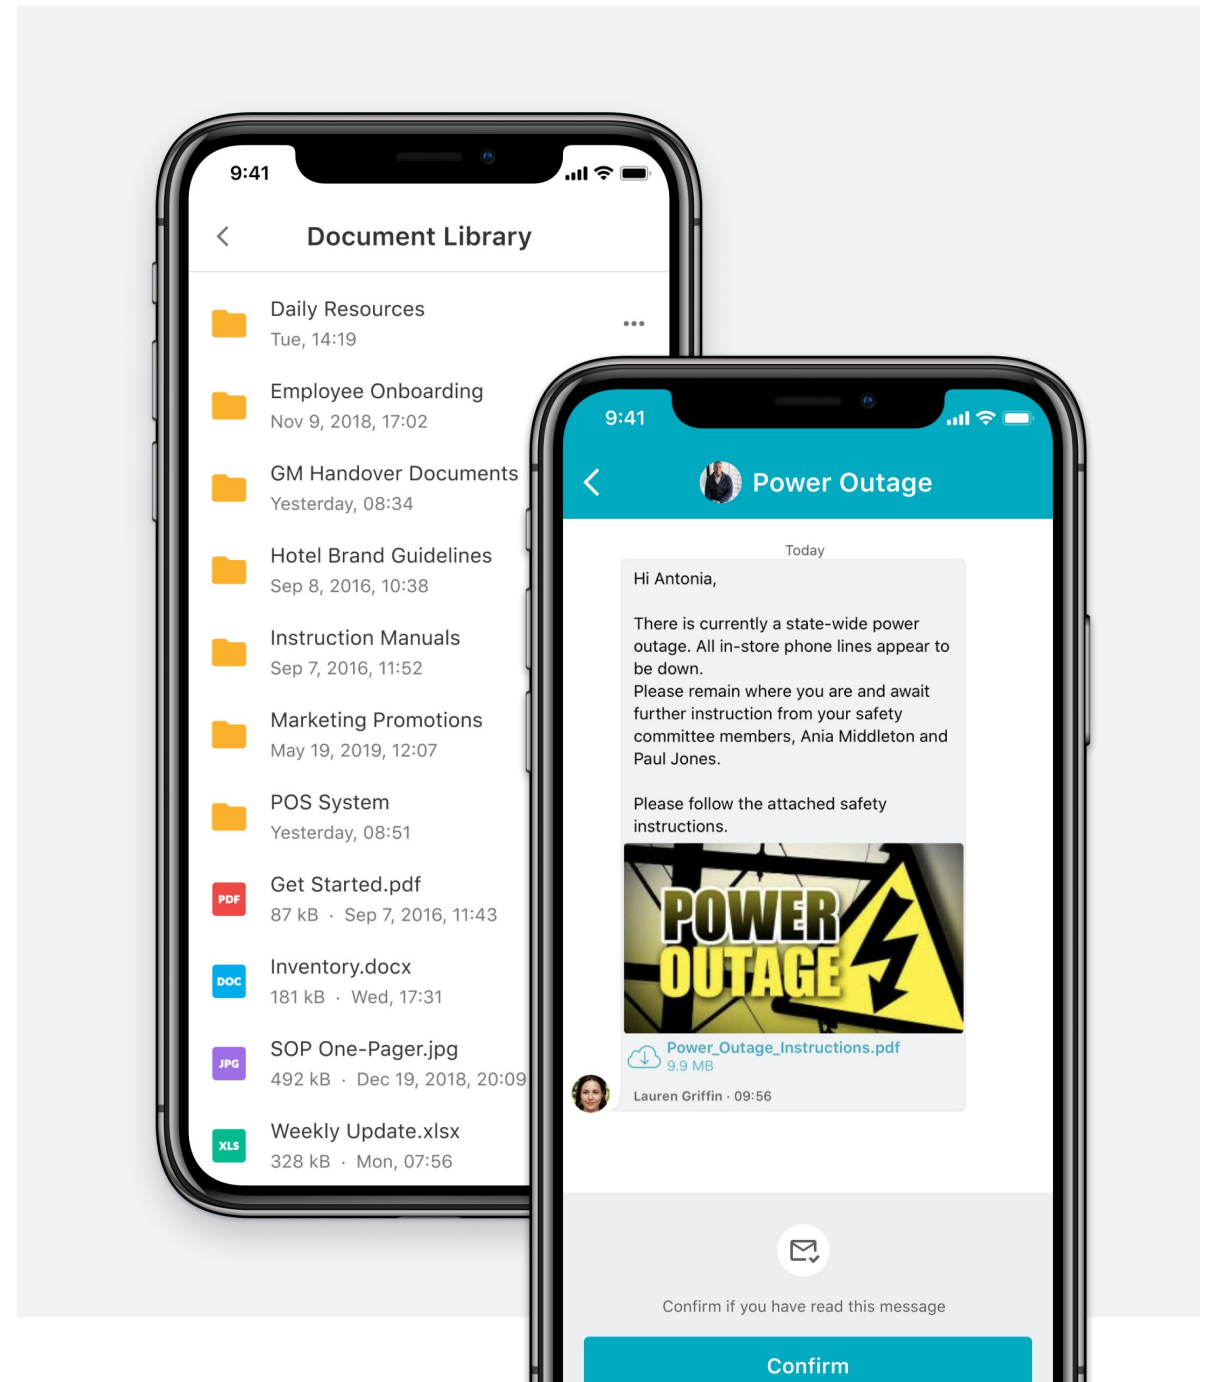 9:41
Document Library
Daily Resources
Tue, 14:19
Employee Onboarding
Nov 9, 2018, 17:02
GM Handover Documents
Yesterday, 08:34
Hotel Brand Guidelines
Sep 8, 2016, 10:38
Instruction Manuals
Sep 7, 2016, 11:52
Marketing Promotions
May 19, 2019, 12:07
POS System
Yesterday, 08:51
PDF
Get Started.pdf
87 kB · Sep 7, 2016, 11:43
DOC
Inventory.docx
181 kB · Wed, 17:31
JPG
SOP One-Pager.jpg
492 kB · Dec 19, 2018, 20:09
XLS
Weekly Update.xlsx
328 kB · Mon, 07:56
9:41
Power Outage
Today
Hi Antonia,
There is currently a state-wide power
outage. All in-store phone lines appear to
be down.
Please remain where you are and await
further instruction from your safety
committee members, Ania Middleton and
Paul Jones.
Please follow the attached safety
instructions.
POWER
OUTAGE
Power_Outage_Instructions.pdf
9.9 MB
Lauren Griffin · 09:56
Confirm if you have read this message
Confirm